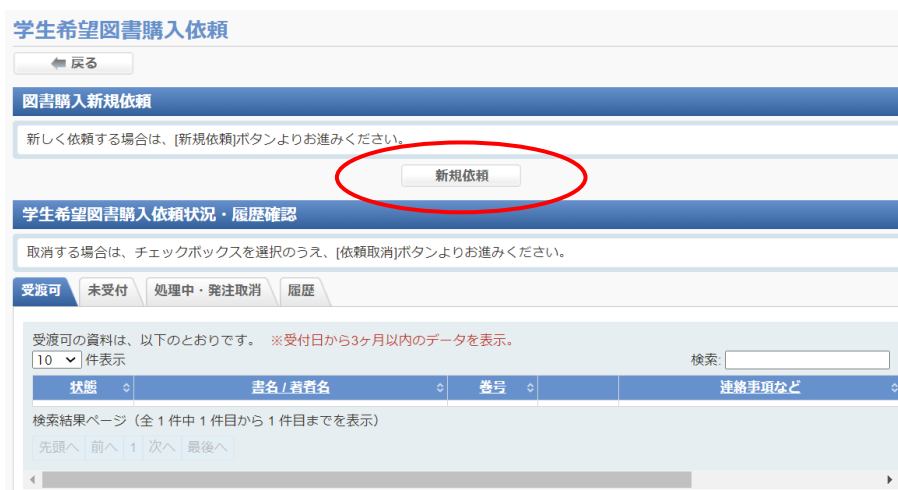 学生希望図書購入依頼
戻る
図書購入新規依頼
新しく依頼する場合は、[新規依頼]ボタンよりお進みください。
新規依頼
学生希望図書購入依頼状況・履歴確認
取消する場合は、チェックボックスを選択のうえ、[依頼取消]ボタンよりお進みください。
受渡可 未受付 処理中・発注取消 履歴
受渡可の資料は、以下のとおりです。 ※受付日から3ヶ月以内のデータを表示。
10 件表示 検索:
状態 書名 / 著者名 巻号 連絡事項など
検索結果ページ（全 1 件中 1 件目から 1 件目までを表示）
先頭へ 前へ 1 次へ 最後へ